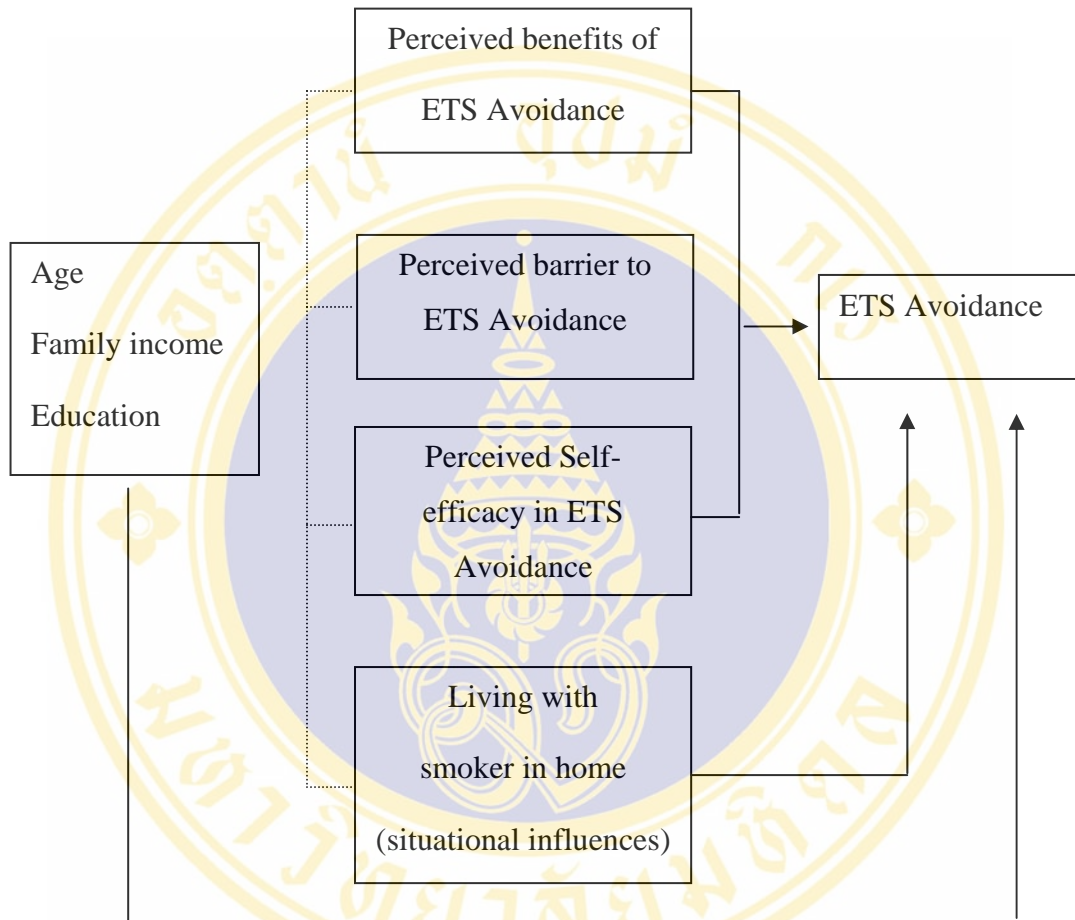 Perceived benefits of
ETS Avoidance
Age
Family income
Education
Perceived barrier to
ETS Avoidance
ETS Avoidance
Perceived Self-
efficacy in ETS
Avoidance
Living with
smoker in home
(situational influences)